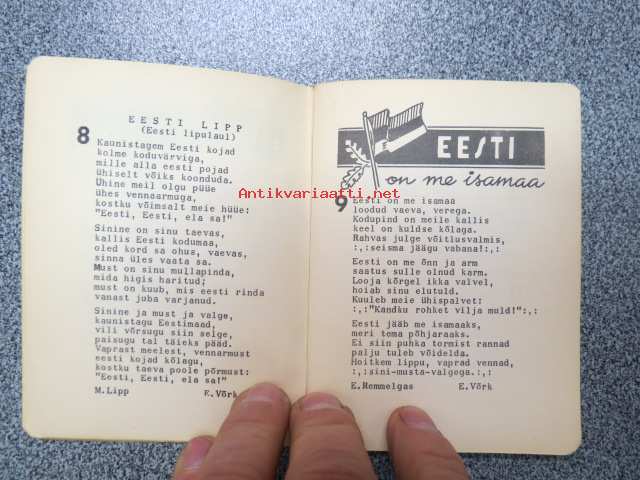 EESTI LIPP
(Eesti lipulaul)
8
Kaunistagem Eesti kojad
kolme koduvärviga,
mille alla eesti pojad
ühiselt võiks koonduda.
Ühine meil olgu püüe
ühes vennaarmuga,
kostku võimsalt meie hüüe:
"Eesti, Eesti, ela sa!"
Sinine on sinu taevas,
kallis Eesti kodumaa,
oled kord sa ohus, vaevas,
sinna üles vaata sa.
Must on sinu mullapinda,
mida higis haritud;
must on kuub, mis eesti rinda
vanast juba varjanud.
Sinine ja must ja valge,
kaunistagu Eestimaad,
vili võrsugu siin selge,
paisugu tal täieks pääd.
Vaprast meelest, vennarmust
eesti kojad kõlagu,
kostku taeva poole põrmust:
"Eesti, Eesti, ela sa!"
M.Lipp E.Võrk
EESTI
on me isamaa
9
Eesti on me isamaa
loodud vaeva, verega.
Kodupind on meile kallis
keel on kuldse kõlaga.
Rahvas julge võitlusvalmis,
:,:seisma jäägu vabana!:,:
Eesti on me õnn ja arm
saatus sulle olnud karm.
Looja kõrgel ikka valvel,
hoiab sinu elutuld.
Kuuleb meie ühispalvet:
:,:"Kandku rohket vilja muld!":,:
Eesti jääb me isamaaks,
meri tema põhjaraaks.
Ei siin puhka tormist rannad
palju tuleb võidelda.
Hoitkem lippu, vaprad vennad,
:,:sini-musta-valgega.:,:
E.Remmelgas E.Võrk
Antikvariaatti.net